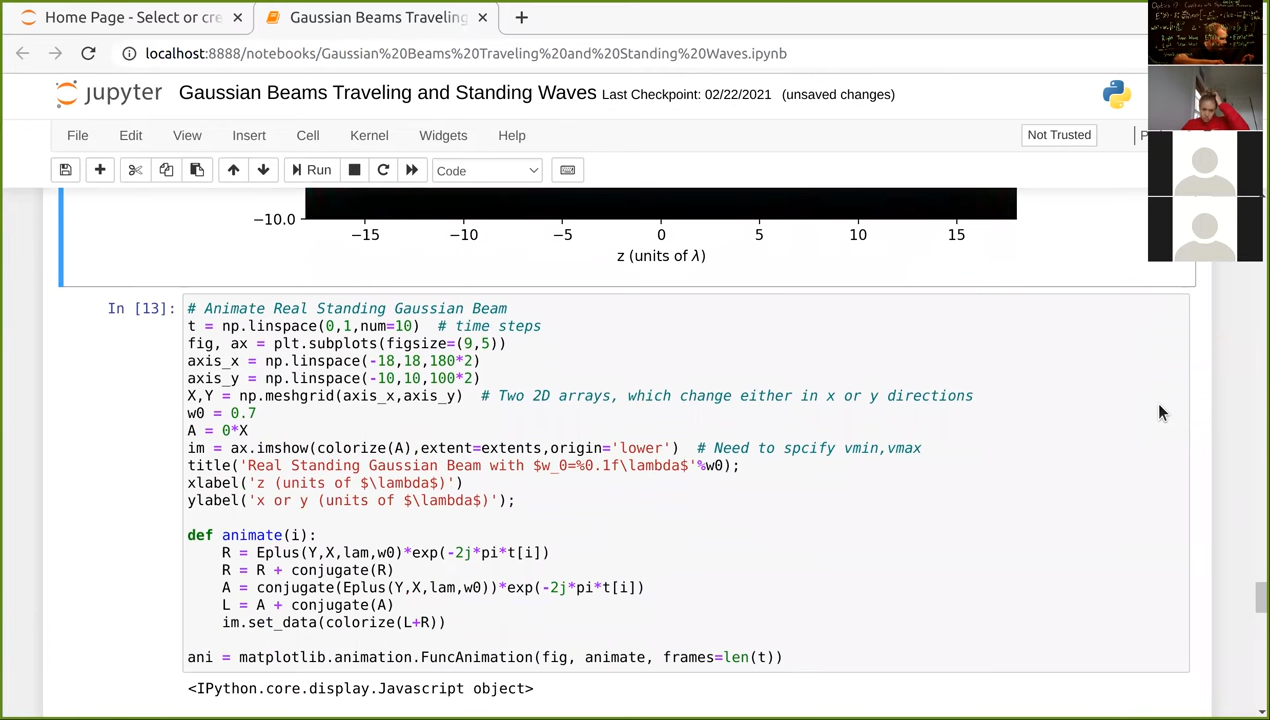 Home Page - Select or cre
Gaussian Beams Traveling
localhost:8888/notebooks/Gaussian%20Beams%20Traveling%20and%20Standing%20Waves.ipynb
jupyter Gaussian Beams Traveling and Standing Waves Last Checkpoint: 02/22/2021 (unsaved changes)
File Edit View Insert Cell Kernel Widgets Help Not Trusted P
Run Code
−10.0
−15 −10 −5 0 5 10 15
z (units of λ)
In [13]:
# Animate Real Standing Gaussian Beam
t = np.linspace(0,1,num=10)  # time steps
fig, ax = plt.subplots(figsize=(9,5))
axis_x = np.linspace(-18,18,180*2)
axis_y = np.linspace(-10,10,100*2)
X,Y = np.meshgrid(axis_x,axis_y)  # Two 2D arrays, which change either in x or y directions
w0 = 0.7
A = 0*X
im = ax.imshow(colorize(A),extent=extents,origin='lower')  # Need to spcify vmin,vmax
title('Real Standing Gaussian Beam with $w_0=%0.1f\lambda$'%w0);
xlabel('z (units of $\lambda$)')
ylabel('x or y (units of $\lambda$)');
def animate(i):
    R = Eplus(Y,X,lam,w0)*exp(-2j*pi*t[i])
    R = R + conjugate(R)
    A = conjugate(Eplus(Y,X,lam,w0))*exp(-2j*pi*t[i])
    L = A + conjugate(A)
    im.set_data(colorize(L+R))
ani = matplotlib.animation.FuncAnimation(fig, animate, frames=len(t))
<IPython.core.display.Javascript object>